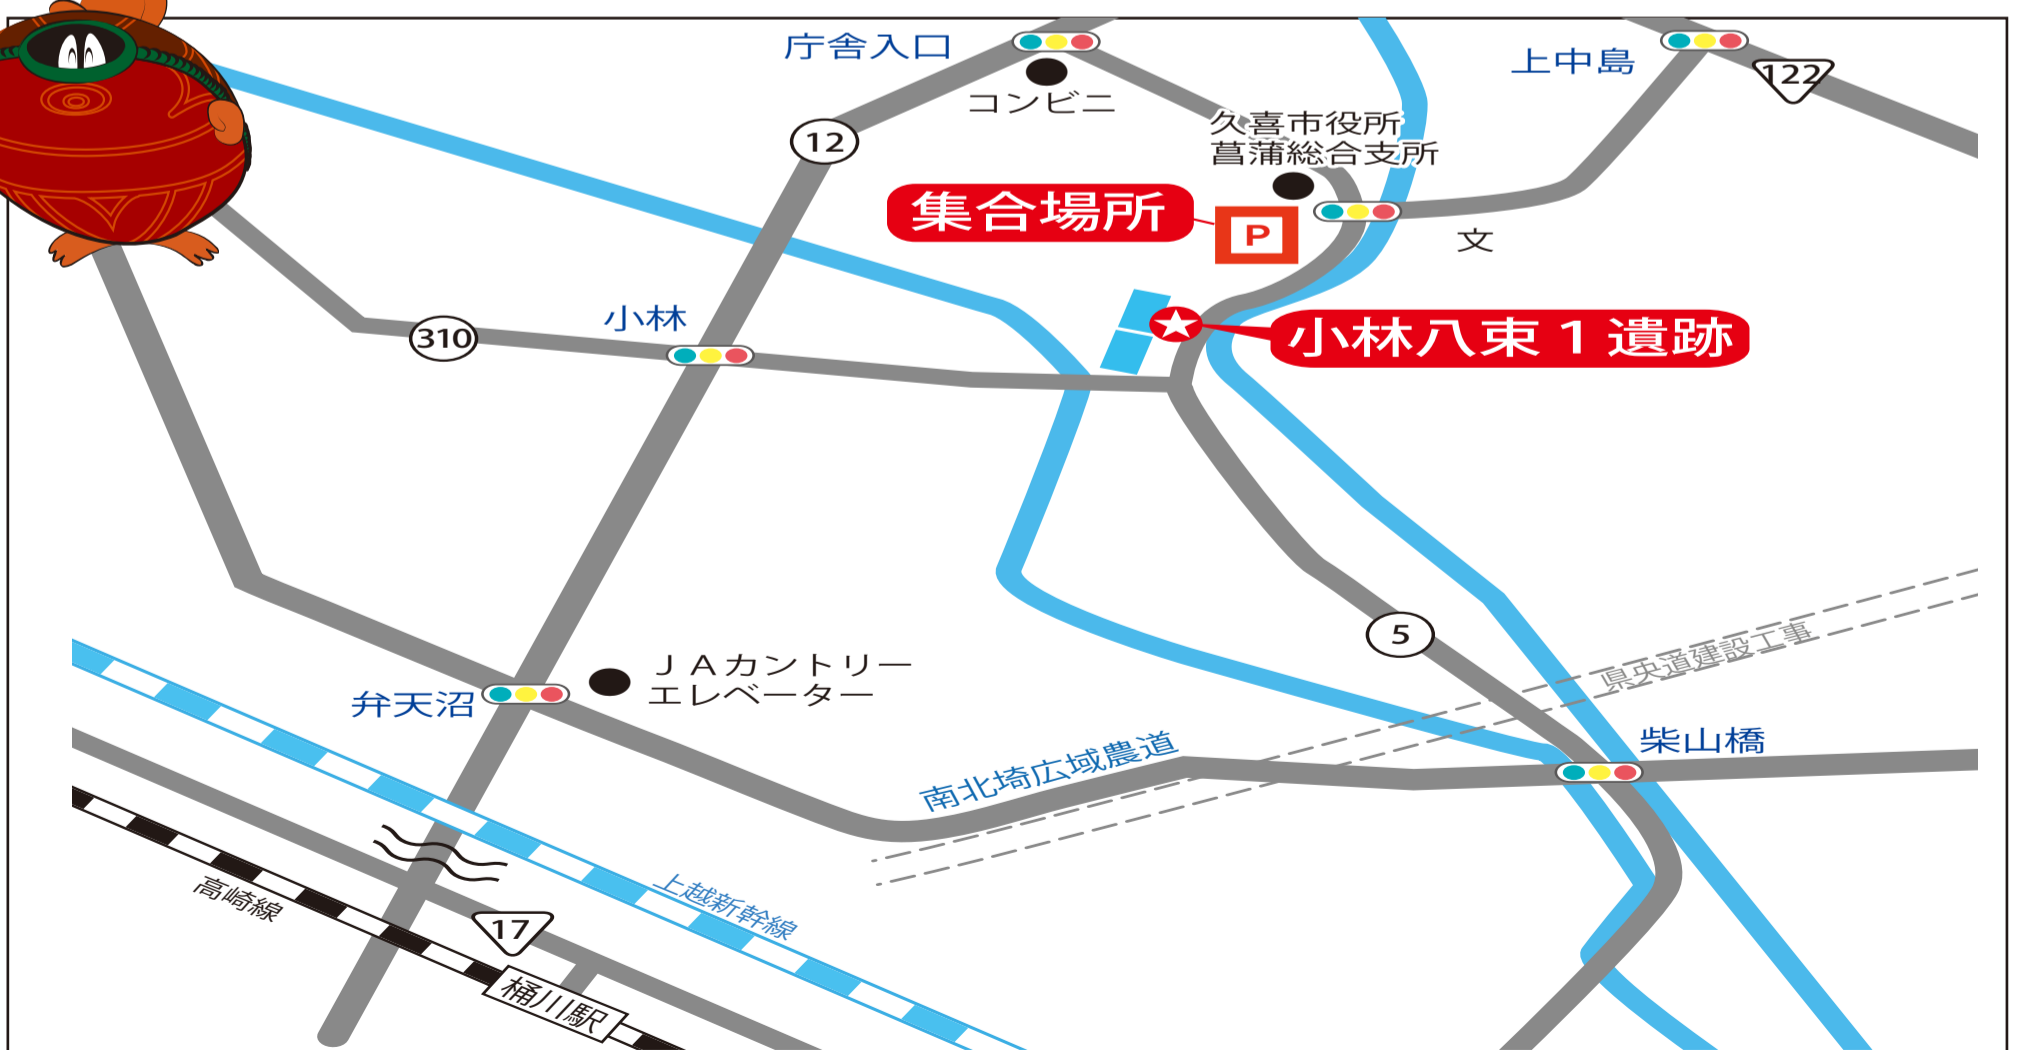 庁舎入口
上中島
122
コンビニ
久喜市役所
菖蒲総合支所
12
集合場所
P
文
小林
310
小林八束１遺跡
5
県央道建設工事
ＪＡカントリー
エレベーター
弁天沼
柴山橋
南北埼広域農道
上越新幹線
高崎線
17
桶川駅